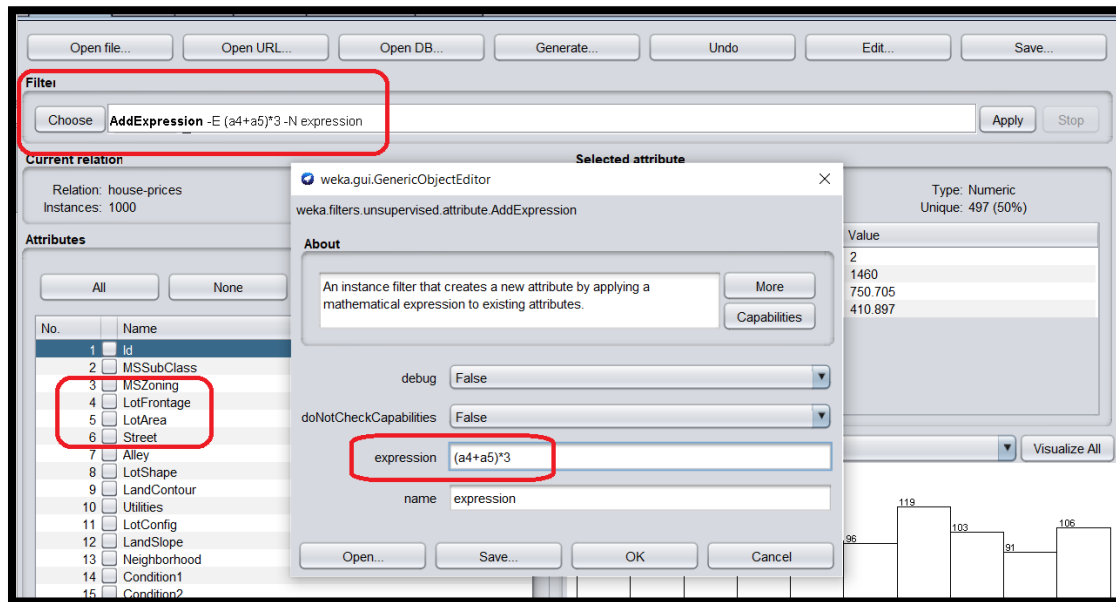 Open file...
Open URL...
Open DB...
Generate...
Undo
Edit...
Save...
Filter
Choose
AddExpression -E (a4+a5)*3 -N expression
Apply
Stop
Current relation
Relation: house-prices
Instances: 1000
Attributes
All
None
No.
Name
1 Id
2 MSSubClass
3 MSZoning
4 LotFrontage
5 LotArea
6 Street
7 Alley
8 LotShape
9 LandContour
10 Utilities
11 LotConfig
12 LandSlope
13 Neighborhood
14 Condition1
15 Condition2
Selected attribute
Type: Numeric
Unique: 497 (50%)
Value
2
1460
750.705
410.897
Visualize All
96
119
103
91
106
weka.gui.GenericObjectEditor
weka.filters.unsupervised.attribute.AddExpression
About
An instance filter that creates a new attribute by applying a
mathematical expression to existing attributes.
More
Capabilities
debug False
doNotCheckCapabilities False
expression (a4+a5)*3
name expression
Open...
Save...
OK
Cancel